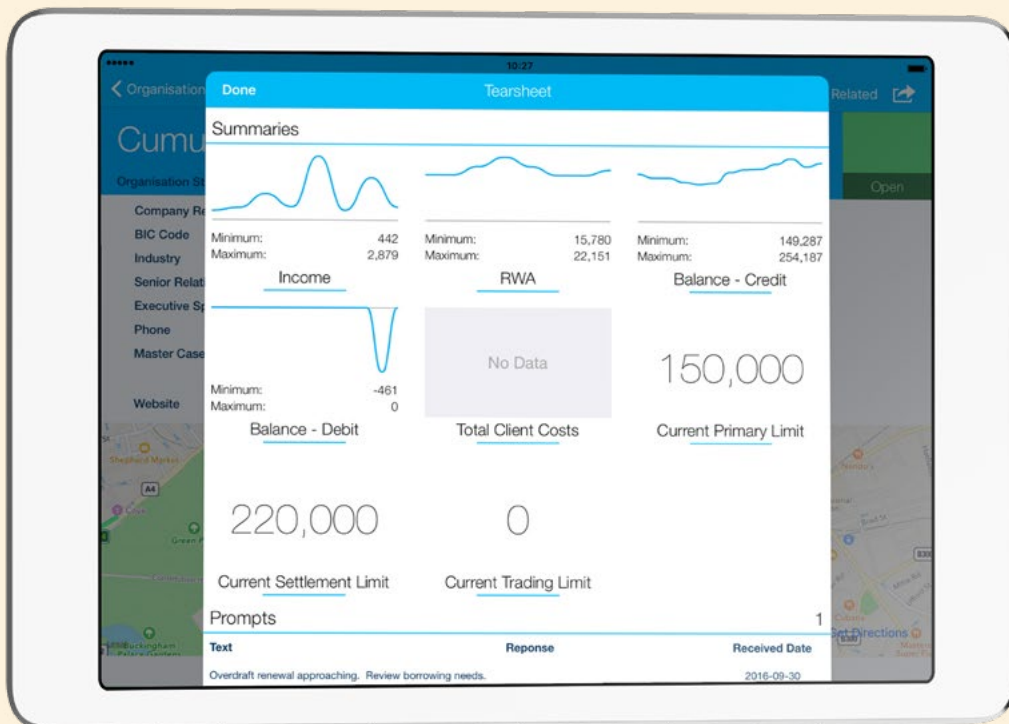 10:27
Organisation
Done
Tearsheet
Related
Cumu
Summaries
Organisation St
Open
Company Re
BIC Code
Industry
Senior Relat
Executive Sp
Phone
Master Case
Website
Minimum: 442
Maximum: 2,879
Income
Minimum: 15,780
Maximum: 22,151
RWA
Minimum: 149,287
Maximum: 254,187
Balance - Credit
Minimum: -461
Maximum: 0
Balance - Debit
No Data
Total Client Costs
150,000
Current Primary Limit
220,000
Current Settlement Limit
0
Current Trading Limit
Prompts 1
Text Reponse Received Date
Overdraft renewal approaching. Review borrowing needs. 2016-09-30
Shepherd Market
A4
Green P
Nando's
Get Directions
Buckingham